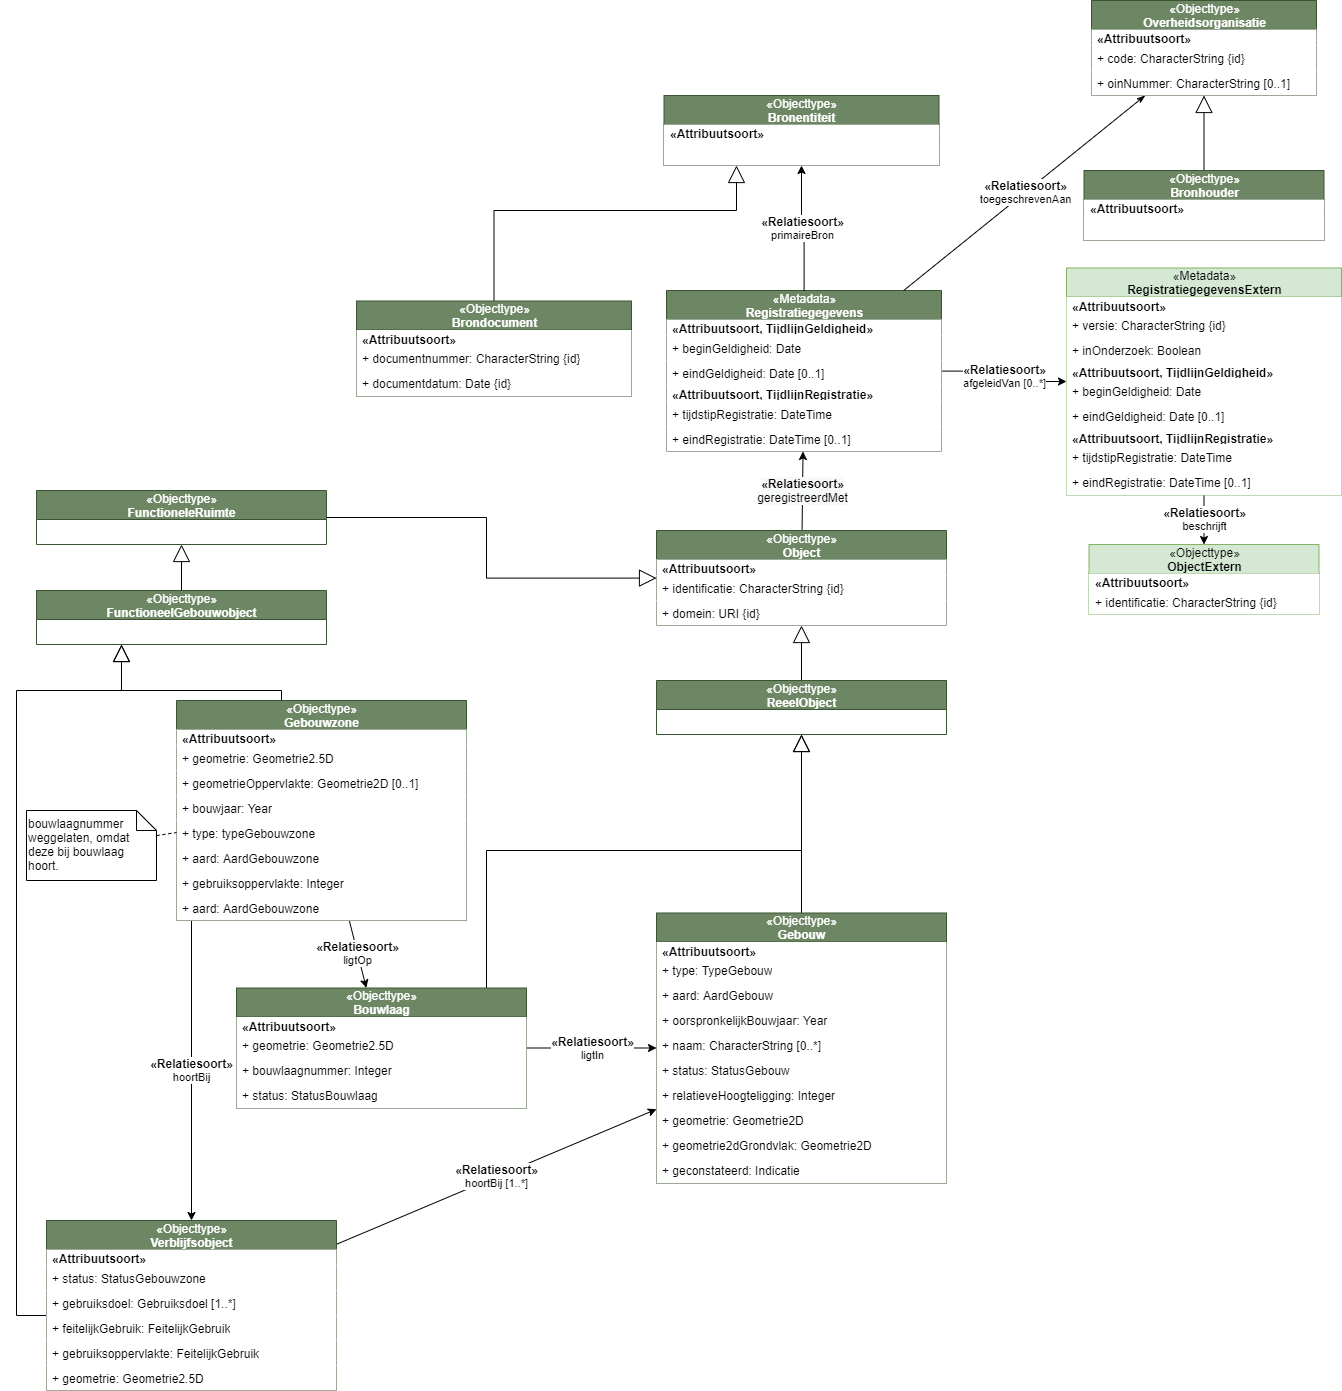 «Objecttype»
Overheidsorganisatie
«Attribuutsoort»
+ code: CharacterString {id}
+ oinNummer: CharacterString [0..1]
«Objecttype»
Bronentiteit
«Attribuutsoort»
«Objecttype»
Bronhouder
«Attribuutsoort»
«Relatiesoort»
toegeschrevenAan
«Relatiesoort»
primaireBron
«Objecttype»
Brondocument
«Attribuutsoort»
+ documentnummer: CharacterString {id}
+ documentdatum: Date {id}
«Metadata»
Registratiegegevens
«Attribuutsoort, TijdlijnGeldigheid»
+ beginGeldigheid: Date
+ eindGeldigheid: Date [0..1]
«Attribuutsoort, TijdlijnRegistratie»
+ tijdstipRegistratie: DateTime
+ eindRegistratie: DateTime [0..1]
«Relatiesoort»
afgeleidVan [0..*]
«Metadata»
RegistratiegegevensExtern
«Attribuutsoort»
+ versie: CharacterString {id}
+ inOnderzoek: Boolean
«Attribuutsoort, TijdlijnGeldigheid»
+ beginGeldigheid: Date
+ eindGeldigheid: Date [0..1]
«Attribuutsoort, TijdlijnRegistratie»
+ tijdstipRegistratie: DateTime
+ eindRegistratie: DateTime [0..1]
«Relatiesoort»
beschrijft
«Objecttype»
ObjectExtern
«Attribuutsoort»
+ identificatie: CharacterString {id}
«Relatiesoort»
geregistreerdMet
«Objecttype»
FunctioneleRuimte
«Objecttype»
Object
«Attribuutsoort»
+ identificatie: CharacterString {id}
+ domein: URI {id}
«Objecttype»
FunctioneelGebouwobject
«Objecttype»
ReeelObject
«Objecttype»
Gebouwzone
«Attribuutsoort»
+ geometrie: Geometrie2.5D
+ geometrieOppervlakte: Geometrie2D [0..1]
+ bouwjaar: Year
+ type: typeGebouwzone
+ aard: AardGebouwzone
+ gebruiksoppervlakte: Integer
+ aard: AardGebouwzone
bouwlaagnummer
weggelaten, omdat
deze bij bouwlaag
hoort.
«Relatiesoort»
ligtOp
«Objecttype»
Bouwlaag
«Attribuutsoort»
+ geometrie: Geometrie2.5D
+ bouwlaagnummer: Integer
+ status: StatusBouwlaag
«Relatiesoort»
ligtIn
«Objecttype»
Gebouw
«Attribuutsoort»
+ type: TypeGebouw
+ aard: AardGebouw
+ oorspronkelijkBouwjaar: Year
+ naam: CharacterString [0..*]
+ status: StatusGebouw
+ relatieveHoogteligging: Integer
+ geometrie: Geometrie2D
+ geometrie2dGrondvlak: Geometrie2D
+ geconstateerd: Indicatie
«Relatiesoort»
hoortBij
«Relatiesoort»
hoortBij [1..*]
«Objecttype»
Verblijfsobject
«Attribuutsoort»
+ status: StatusGebouwzone
+ gebruiksdoel: Gebruiksdoel [1..*]
+ feitelijkGebruik: FeitelijkGebruik
+ gebruiksoppervlakte: FeitelijkGebruik
+ geometrie: Geometrie2.5D